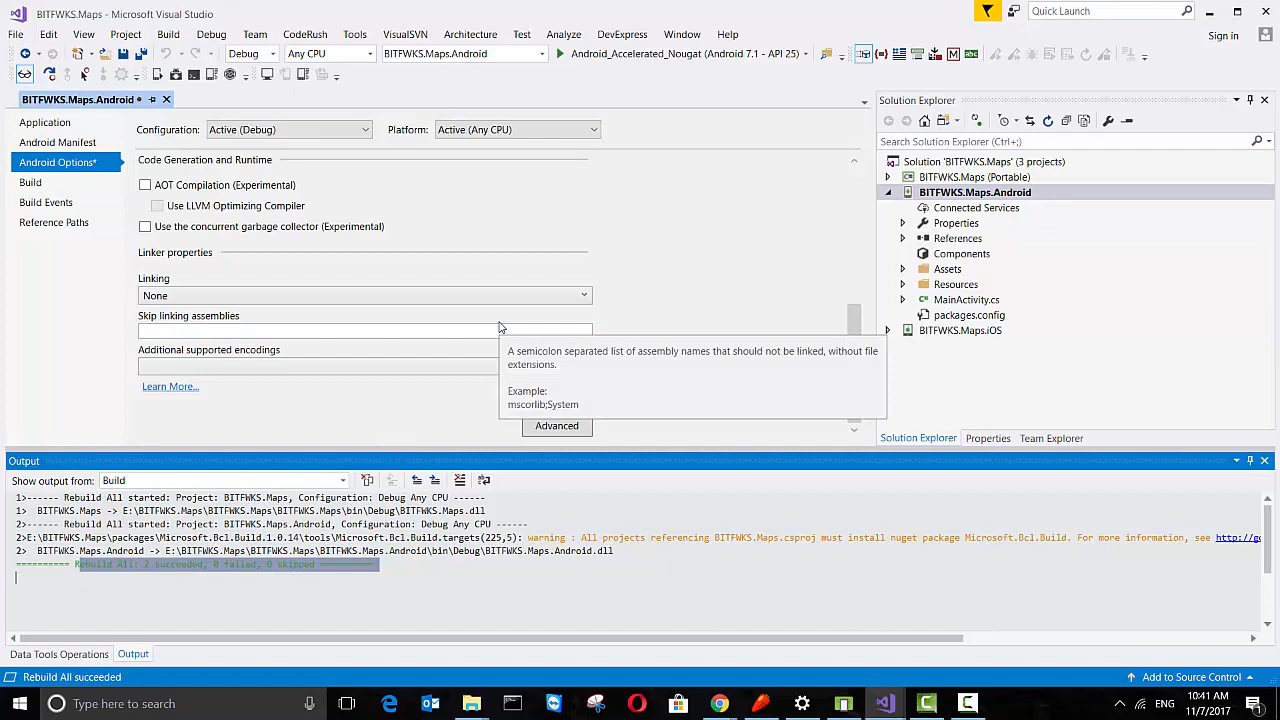 BITFWKS.Maps - Microsoft Visual Studio
Quick Launch
File Edit View Project Build Debug Team CodeRush Tools VisualSVN Architecture Test Analyze DevExpress Window Help
Sign in
Debug Any CPU BITFWKS.Maps.Android Android_Accelerated_Nougat (Android 7.1 - API 25)
BITFWKS.Maps.Android
Application
Android Manifest
Android Options*
Build
Build Events
Reference Paths
Configuration: Active (Debug) Platform: Active (Any CPU)
Code Generation and Runtime
AOT Compilation (Experimental)
Use LLVM Optimizing Compiler
Use the concurrent garbage collector (Experimental)
Linker properties
Linking
None
Skip linking assemblies
Additional supported encodings
Learn More...
A semicolon separated list of assembly names that should not be linked, without file
extensions.
Example:
mscorlib;System
Advanced
Solution Explorer
Search Solution Explorer (Ctrl+;)
Solution 'BITFWKS.Maps' (3 projects)
BITFWKS.Maps (Portable)
BITFWKS.Maps.Android
Connected Services
Properties
References
Components
Assets
Resources
MainActivity.cs
packages.config
BITFWKS.Maps.iOS
Solution Explorer Properties Team Explorer
Output
Show output from: Build
1>------ Rebuild All started: Project: BITFWKS.Maps, Configuration: Debug Any CPU ------
1>  BITFWKS.Maps -> E:\BITFWKS.Maps\BITFWKS.Maps\BITFWKS.Maps\bin\Debug\BITFWKS.Maps.dll
2>------ Rebuild All started: Project: BITFWKS.Maps.Android, Configuration: Debug Any CPU ------
2>E:\BITFWKS.Maps\packages\Microsoft.Bcl.Build.1.0.14\tools\Microsoft.Bcl.Build.targets(225,5): warning : All projects referencing BITFWKS.Maps.csproj must install nuget package Microsoft.Bcl.Build. For more information, see http://go
2>  BITFWKS.Maps.Android -> E:\BITFWKS.Maps\BITFWKS.Maps\BITFWKS.Maps.Android\bin\Debug\BITFWKS.Maps.Android.dll
========== Rebuild All: 2 succeeded, 0 failed, 0 skipped ==========
Data Tools Operations Output
Rebuild All succeeded
Add to Source Control
Type here to search
10:41 AM
11/7/2017